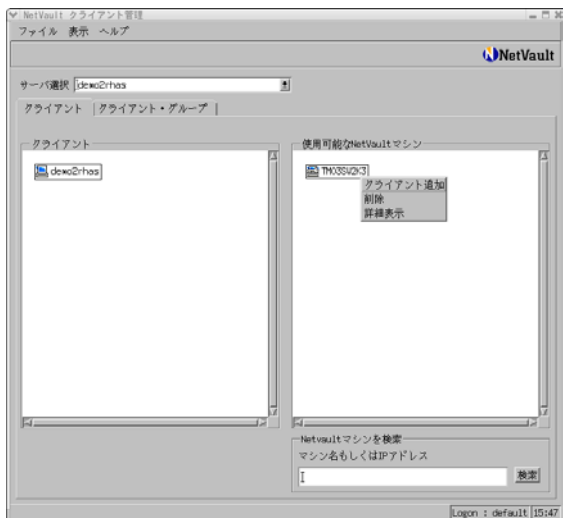 NetVault クライアント管理
ファイル 表示 ヘルプ
NetVault
サーバ選択 demo2rhas
クライアント クライアント・グループ
クライアント
demo2rhas
使用可能なNetVaultマシン
TM03SW2K3
クライアント追加
削除
詳細表示
Netvaultマシンを検索
マシン名もしくはIPアドレス
検索
Logon : default 15:47